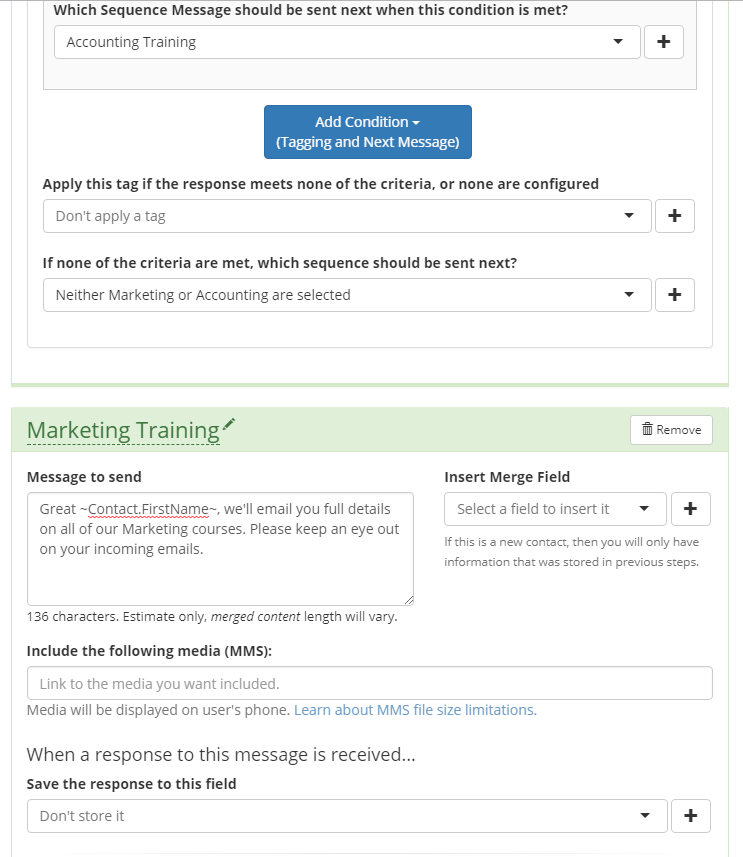 Which Sequence Message should be sent next when this condition is met?
Accounting Training
Add Condition
(Tagging and Next Message)
Apply this tag if the response meets none of the criteria, or none are configured
Don't apply a tag
If none of the criteria are met, which sequence should be sent next?
Neither Marketing or Accounting are selected
Marketing Training
Remove
Message to send
Insert Merge Field
Great ~Contact.FirstName~, we'll email you full details
on all of our Marketing courses. Please keep an eye out
on your incoming emails.
Select a field to insert it
If this is a new contact, then you will only have
information that was stored in previous steps.
136 characters. Estimate only, merged content length will vary.
Include the following media (MMS):
Link to the media you want included.
Media will be displayed on user's phone. Learn about MMS file size limitations.
When a response to this message is received...
Save the response to this field
Don't store it